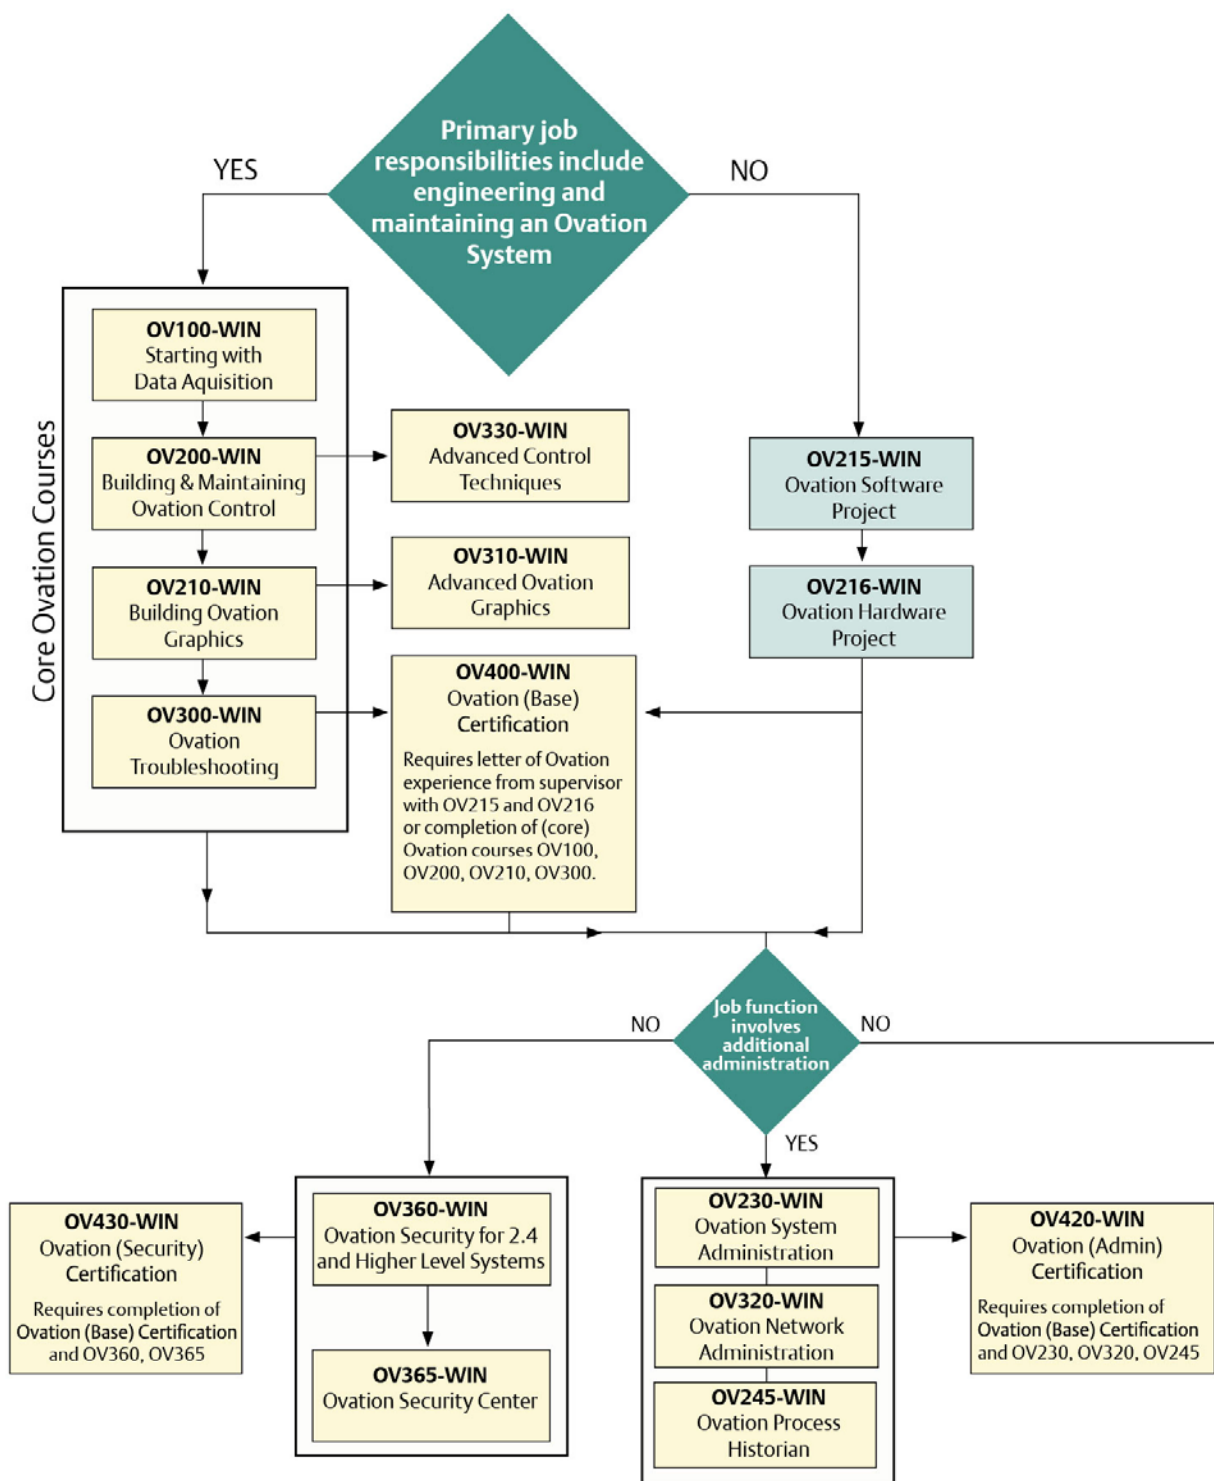 Primary job
responsibilities include
engineering and
maintaining an Ovation
System
YES
NO
Core Ovation Courses
OV100-WIN
Starting with
Data Aquisition
OV200-WIN
Building & Maintaining
Ovation Control
OV330-WIN
Advanced Control
Techniques
OV215-WIN
Ovation Software
Project
OV210-WIN
Building Ovation
Graphics
OV310-WIN
Advanced Ovation
Graphics
OV216-WIN
Ovation Hardware
Project
OV300-WIN
Ovation
Troubleshooting
OV400-WIN
Ovation (Base)
Certification
Requires letter of Ovation
experience from supervisor
with OV215 and OV216
or completion of (core)
Ovation courses OV100,
OV200, OV210, OV300.
Job function
involves
additional
administration
NO
NO
YES
OV430-WIN
Ovation (Security)
Certification
Requires completion of
Ovation (Base) Certification
and OV360, OV365
OV360-WIN
Ovation Security for 2.4
and Higher Level Systems
OV365-WIN
Ovation Security Center
OV230-WIN
Ovation System
Administration
OV320-WIN
Ovation Network
Administration
OV245-WIN
Ovation Process
Historian
OV420-WIN
Ovation (Admin)
Certification
Requires completion of
Ovation (Base) Certification
and OV230, OV320, OV245